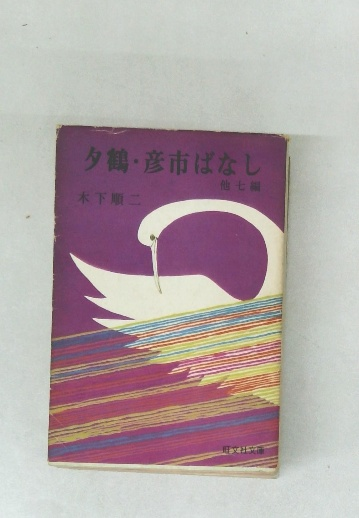 夕鶴・彦市ばなし
他七編
木下順二
旺文社文庫